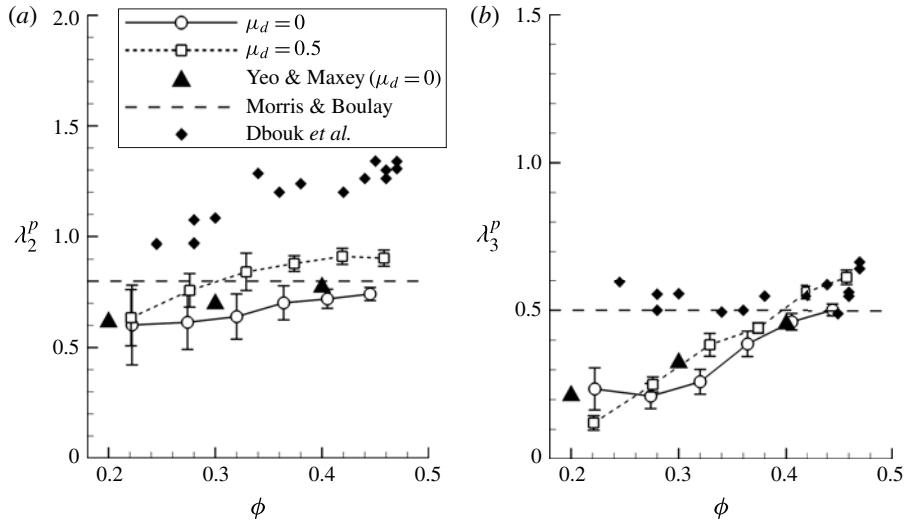 (a)
2.0
1.5
1.0
0.5
0
λ₂ᵖ
μd = 0
μd = 0.5
Yeo & Maxey (μd = 0)
Morris & Boulay
Dbouk et al.
0.2 0.3 0.4 0.5
ϕ
(b)
1.5
1.0
0.5
0
λ₃ᵖ
0.2 0.3 0.4 0.5
ϕ